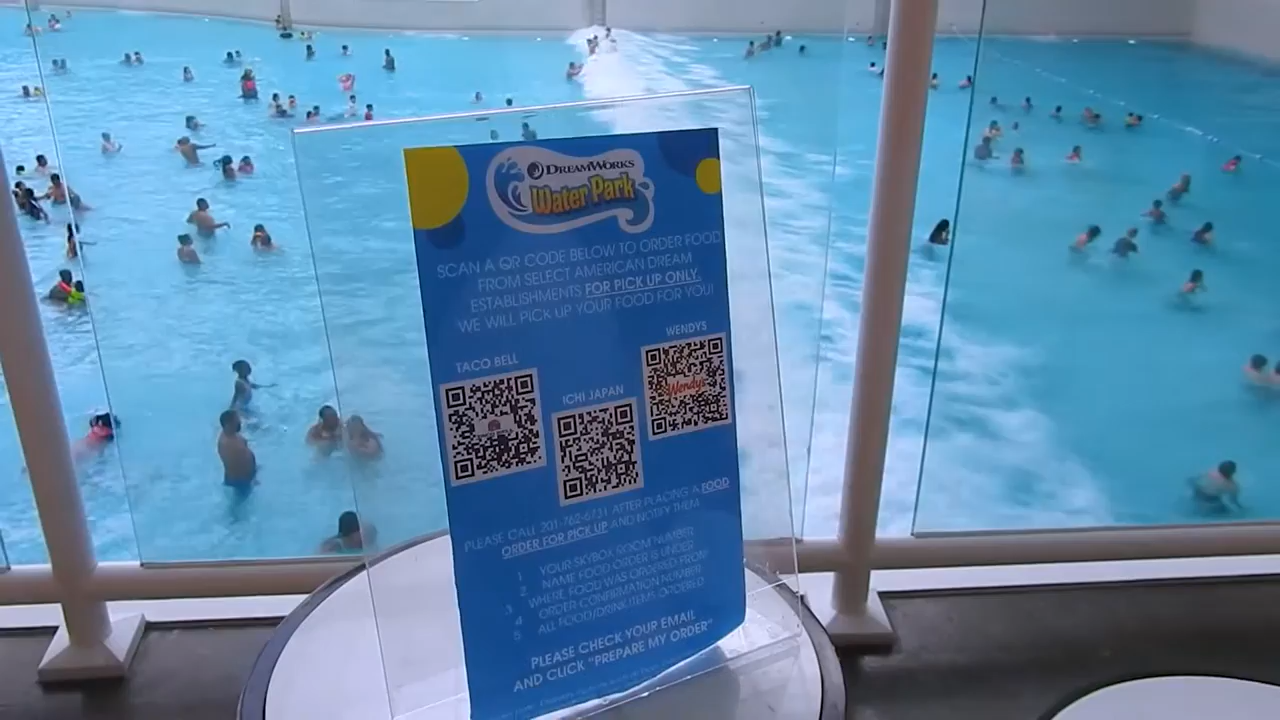 DREAMWORKS
Water Park
SCAN A QR CODE BELOW TO ORDER FOOD
FROM SELECT AMERICAN DREAM
ESTABLISHMENTS FOR PICK UP ONLY.
WE WILL PICK UP YOUR FOOD FOR YOU!
TACO BELL
ICHI JAPAN
WENDYS
Wendy's
PLEASE CALL 201-762-6731 AFTER PLACING A FOOD
ORDER FOR PICK UP AND NOTIFY THEM
1 YOUR SKYBOX ROOM NUMBER
2. NAME FOOD ORDER IS UNDER
3 WHERE FOOD WAS ORDERED FROM
4 ORDER CONFIRMATION NUMBER
5 ALL FOOD/DRINK ITEMS ORDERED
PLEASE CHECK YOUR EMAIL
AND CLICK "PREPARE MY ORDER"